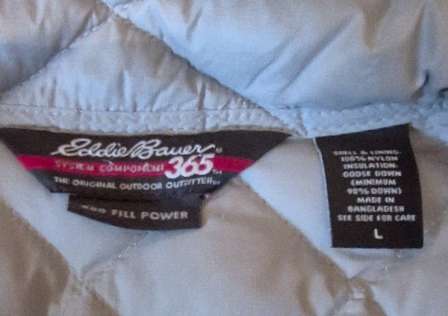 Eddie Bauer
SYSTEM COMPONENT 365
THE ORIGINAL OUTDOOR OUTFITTER
FILL POWER
SHELL & LINING:
100% NYLON
INSULATION:
GOOSE DOWN
(MINIMUM
90% DOWN)
MADE IN
BANGLADESH
SEE SIDE FOR CARE
L